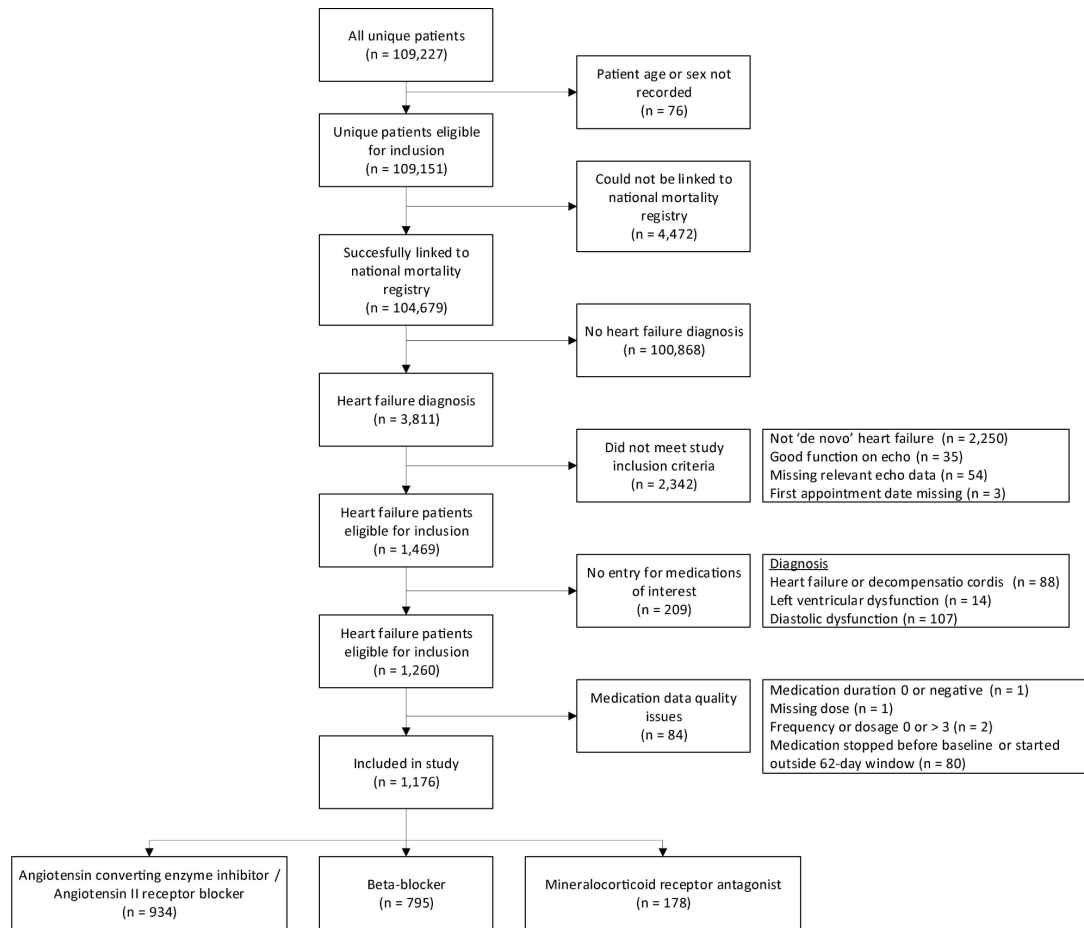 All unique patients
(n = 109,227)
Patient age or sex not
recorded
(n = 76)
Unique patients eligible
for inclusion
(n = 109,151)
Could not be linked to
national mortality
registry
(n = 4,472)
Succesfully linked to
national mortality
registry
(n = 104,679)
No heart failure diagnosis
(n = 100,868)
Heart failure diagnosis
(n = 3,811)
Did not meet study
inclusion criteria
(n = 2,342)
Not ‘de novo’ heart failure (n = 2,250)
Good function on echo (n = 35)
Missing relevant echo data (n = 54)
First appointment date missing (n = 3)
Heart failure patients
eligible for inclusion
(n = 1,469)
No entry for medications
of interest
(n = 209)
Diagnosis
Heart failure or decompensatio cordis (n = 88)
Left ventricular dysfunction (n = 14)
Diastolic dysfunction (n = 107)
Heart failure patients
eligible for inclusion
(n = 1,260)
Medication data quality
issues
(n = 84)
Medication duration 0 or negative (n = 1)
Missing dose (n = 1)
Frequency or dosage 0 or > 3 (n = 2)
Medication stopped before baseline or started
outside 62-day window (n = 80)
Included in study
(n = 1,176)
Angiotensin converting enzyme inhibitor /
Angiotensin II receptor blocker
(n = 934)
Beta-blocker
(n = 795)
Mineralocorticoid receptor antagonist
(n = 178)